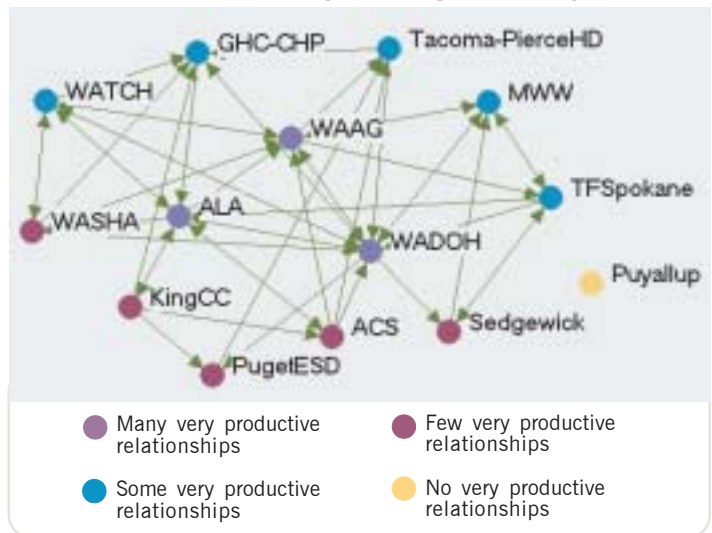 GHC-CHP
Tacoma-PierceHD
WATCH
MWW
WAAG
TFSpokane
WASHA
ALA
WADOH
Puyallup
KingCC
ACS
Sedgewick
PugetESD
Many very productive
relationships
Few very productive
relationships
Some very productive
relationships
No very productive
relationships